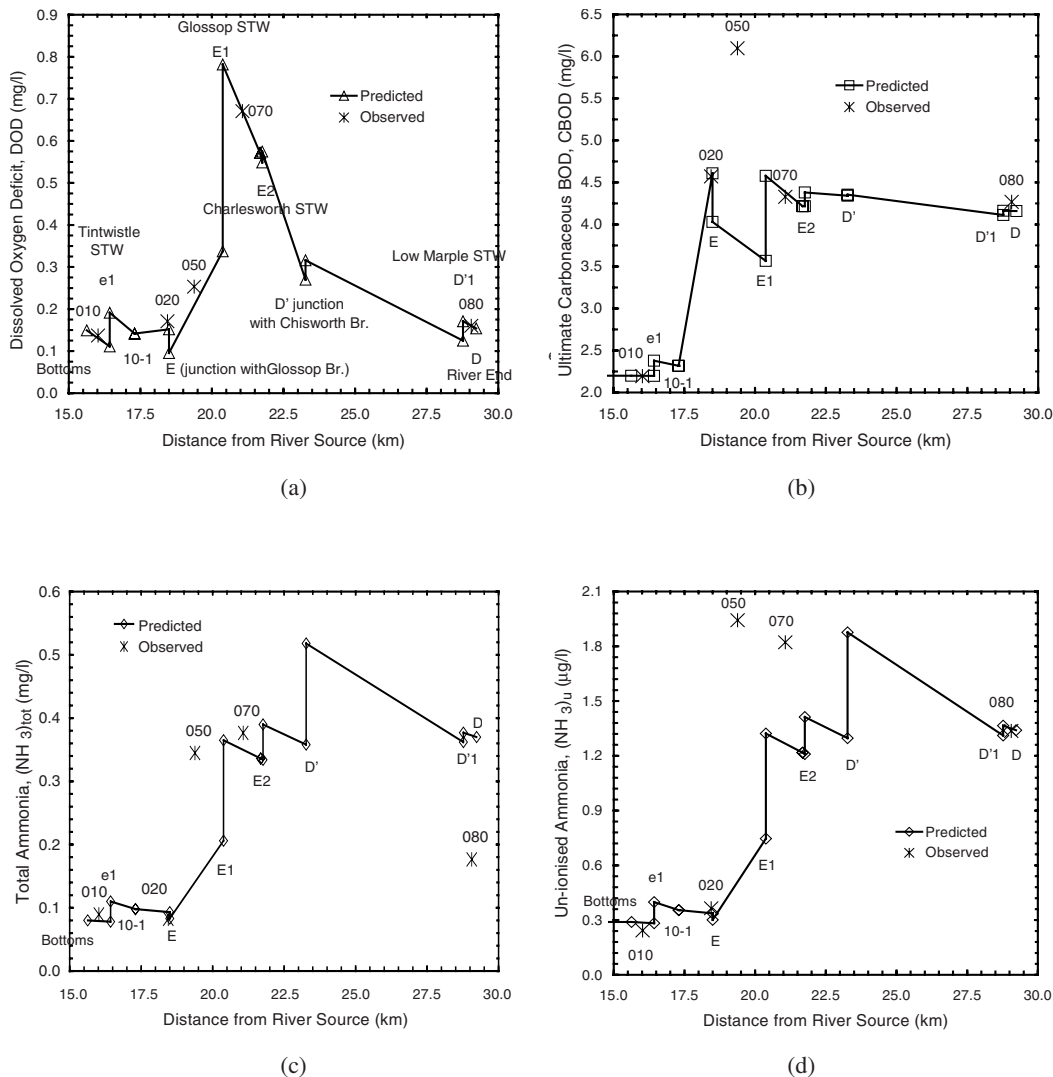 Glossop STW
0.9
E1
0.8
0.7
Predicted
Observed
070
0.6
0.5
E2
Charlesworth STW
0.4
Tintwistle
STW
0.3
050
Low Marple STW
e1
D'1
0.2
010
020
080
D' junction
with Chisworth Br.
0.1
10-1
D
Bottoms
E (junction withGlossop Br.)
River End
0.0
15.0 17.5 20.0 22.5 25.0 27.5 30.0
Distance from River Source (km)
Dissolved Oxygen Deficit, DOD (mg/l)
(a)
6.5
050
6.0
5.5
Predicted
Observed
5.0
020
4.5
070
080
4.0
E
E2
D'
D'1
D
3.5
E1
3.0
e1
2.5
010
10-1
2.0
15.0 17.5 20.0 22.5 25.0 27.5 30.0
Distance from River Source (km)
Ultimate Carbonaceous BOD, CBOD (mg/l)
(b)
0.6
Predicted
Observed
0.5
0.4
070
050
D
D'1
E2
D'
0.3
0.2
080
E1
e1
010
020
0.1
10-1
E
Bottoms
0.0
15.0 17.5 20.0 22.5 25.0 27.5 30.0
Distance from River Source (km)
Total Ammonia, (NH 3)tot (mg/l)
(c)
2.1
050
070
1.8
1.5
080
E2
D'
D'1
D
1.2
0.9
Predicted
Observed
E1
0.6
e1
020
Bottoms
0.3
10-1
E
010
0.0
15.0 17.5 20.0 22.5 25.0 27.5 30.0
Distance from River Source (km)
Un-ionised Ammonia, (NH 3)u (µg/l)
(d)